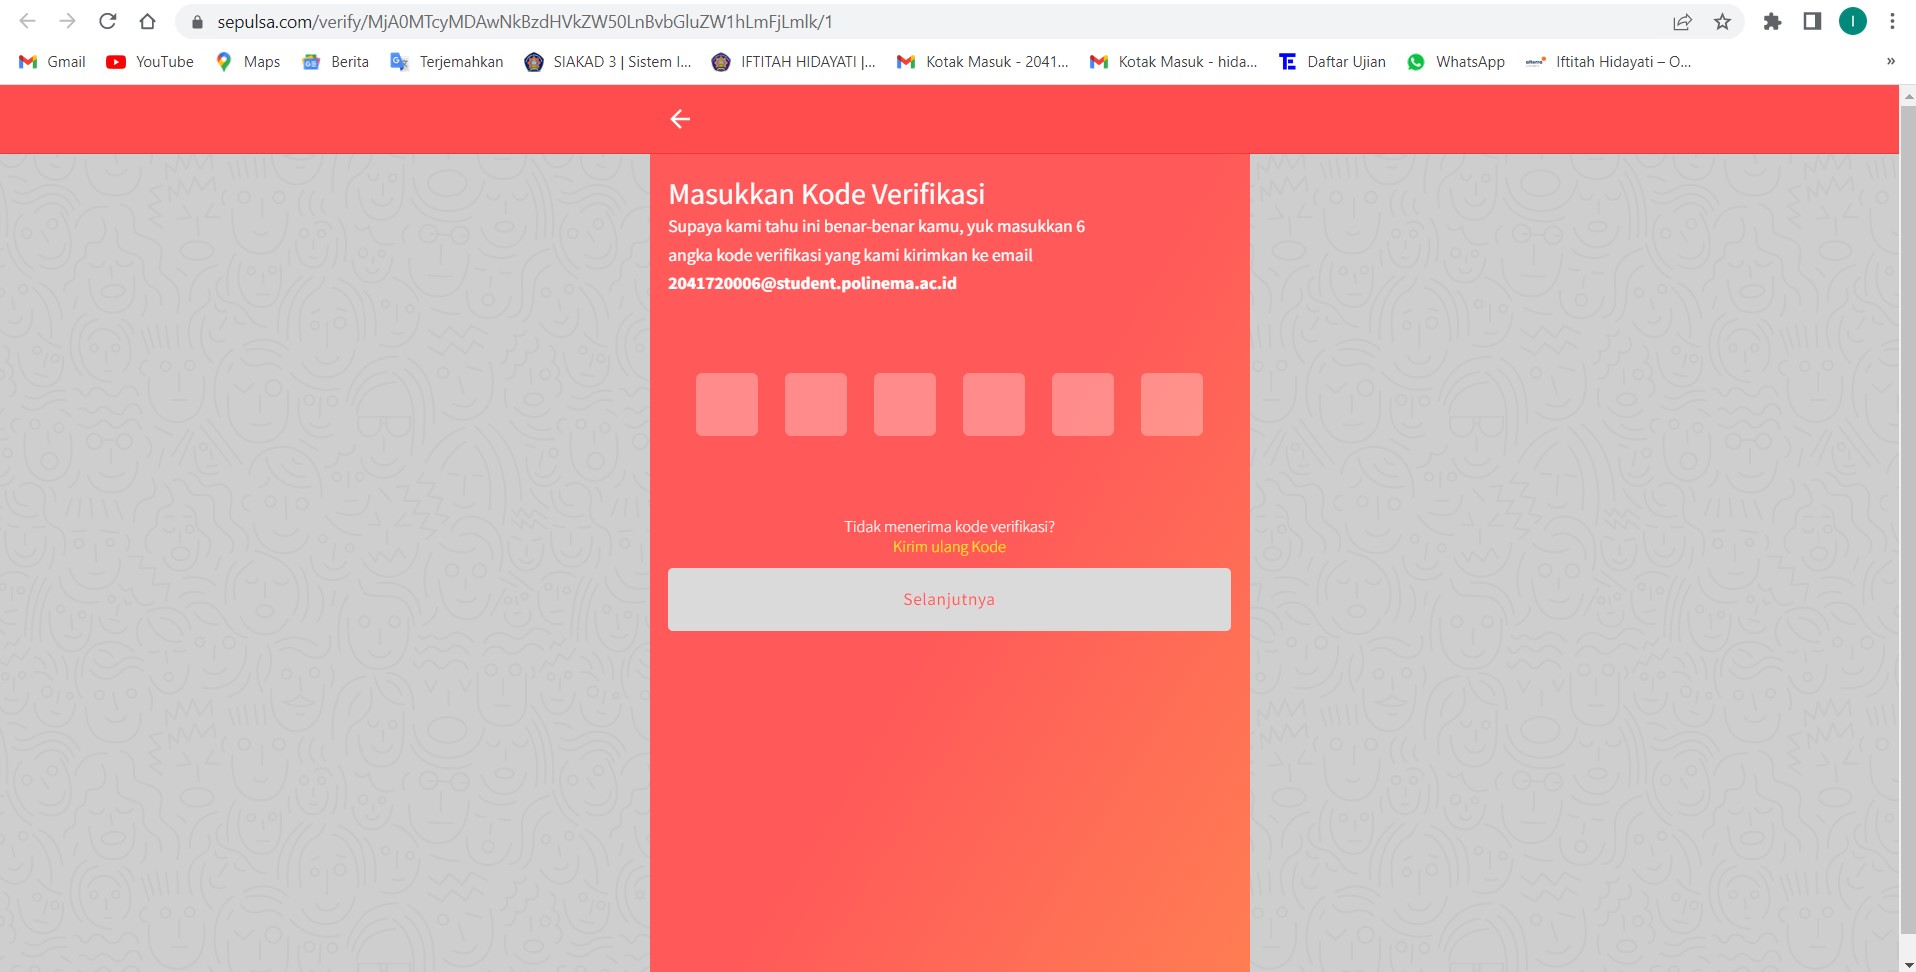 sepulsa.com/verify/MjA0MTcyMDAwNkBzdHVkZW50LnBvbGluZW1hLmFjLmlk/1
I
Gmail
YouTube
Maps
Berita
Terjemahkan
SIAKAD 3 | Sistem I...
IFTITAH HIDAYATI |...
Kotak Masuk - 2041...
Kotak Masuk - hida...
Daftar Ujian
WhatsApp
Iftitah Hidayati – O...
»
Masukkan Kode Verifikasi
Supaya kami tahu ini benar-benar kamu, yuk masukkan 6
angka kode verifikasi yang kami kirimkan ke email
2041720006@student.polinema.ac.id
Tidak menerima kode verifikasi?
Kirim ulang Kode
Selanjutnya